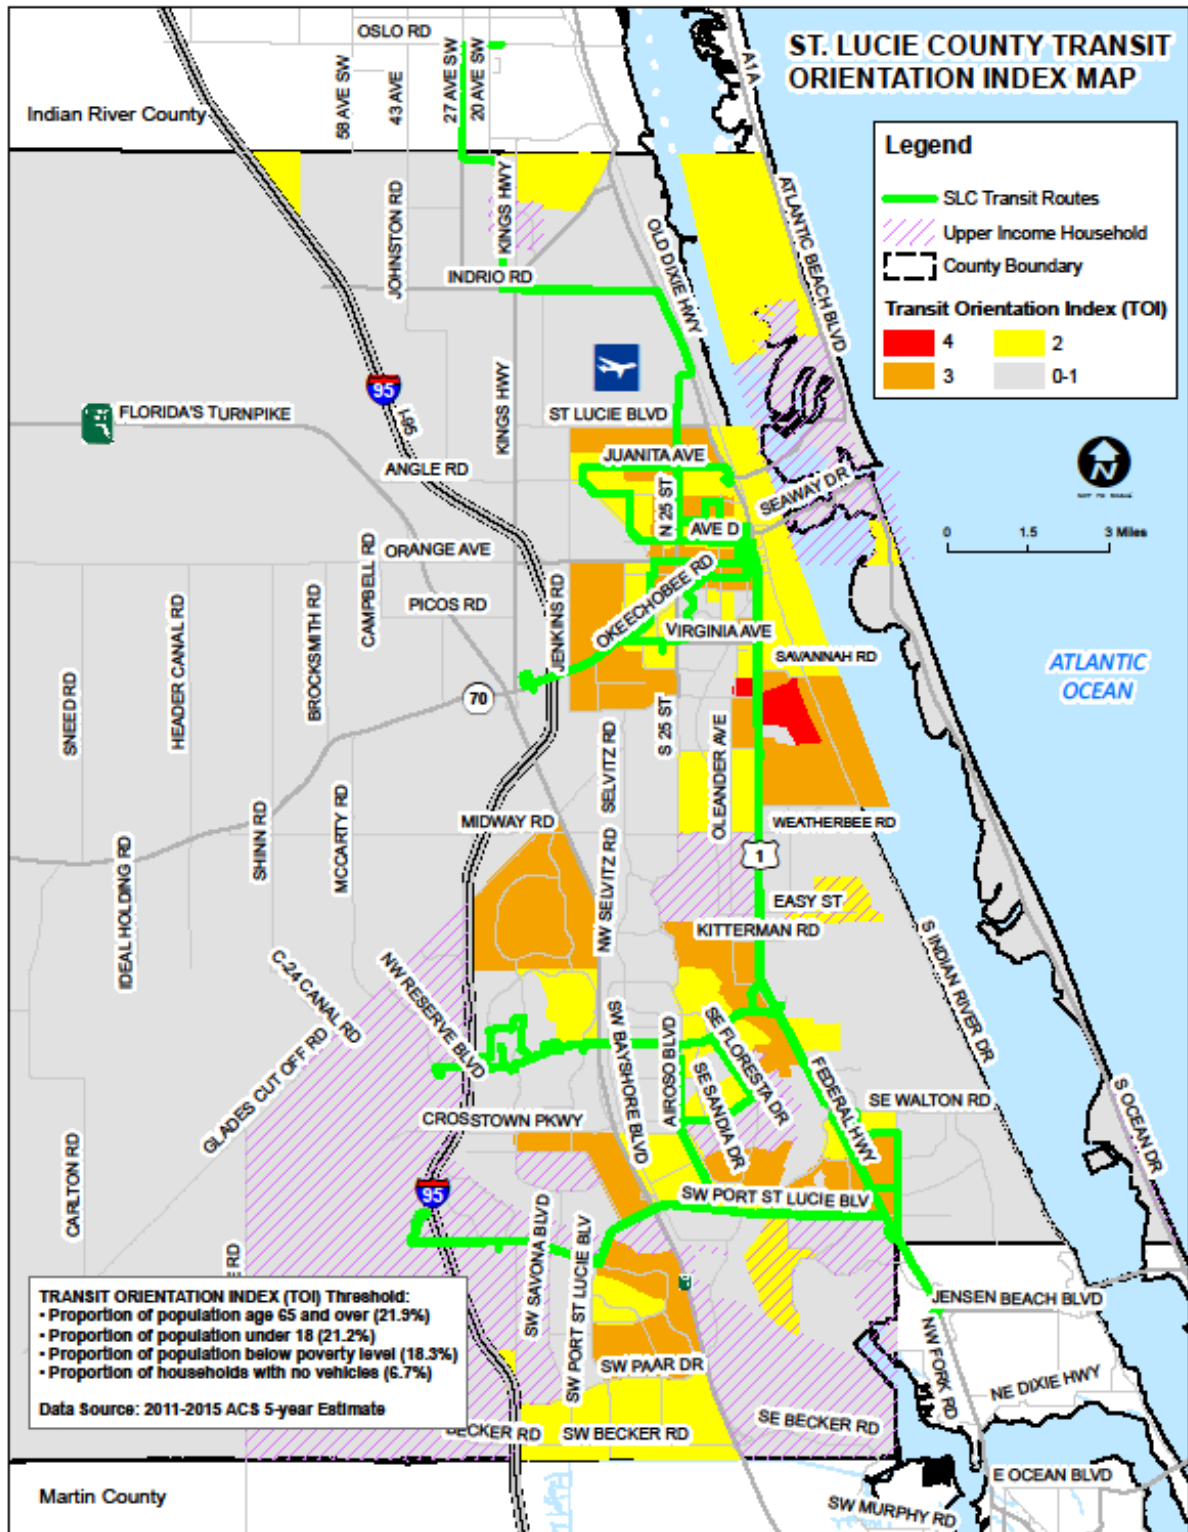 ST. LUCIE COUNTY TRANSIT
ORIENTATION INDEX MAP
OSLO RD
A1A
Indian River County
58 AVE SW
43 AVE
27 AVE SW
20 AVE SW
Legend
SLC Transit Routes
Upper Income Household
County Boundary
Transit Orientation Index (TOI)
4
2
3
0-1
JOHNSTON RD
KINGS HWY
OLD DIXIE HWY
ATLANTIC BEACH BLVD
INDRIO RD
95
I-95
FLORIDA'S TURNPIKE
KINGS HWY
ST LUCIE BLVD
JUANITA AVE
ANGLE RD
N 25 ST
SEAWAY DR
N
AVE D
0 1.5 3 Miles
ORANGE AVE
CAMPBELL RD
OKEECHOBEE RD
PICOS RD
JENKINS RD
VIRGINIA AVE
SAVANNAH RD
ATLANTIC
OCEAN
SNEED RD
HEADER CANAL RD
BROCKSMITH RD
70
S 25 ST
SELVITZ RD
OLEANDER AVE
MIDWAY RD
WEATHERBEE RD
IDEAL HOLDING RD
SHINN RD
MCCARTY RD
NW SELVITZ RD
1
EASY ST
KITTERMAN RD
S INDIAN RIVER DR
C-24 CANAL RD
NW RESERVE BLVD
GLADES CUT OFF RD
SW BAYSHORE BLVD
AIROSO BLVD
SE FLORESTA DR
SE SANDIA DR
FEDERAL HWY
SE WALTON RD
S OCEAN DR
CROSSTOWN PKWY
CARLTON RD
95
SW PORT ST LUCIE BLV
SW SAVONA BLVD
SW PORT ST LUCIE BLV
E RD
TRANSIT ORIENTATION INDEX (TOI) Threshold:
• Proportion of population age 65 and over (21.9%)
• Proportion of population under 18 (21.2%)
• Proportion of population below poverty level (18.3%)
• Proportion of households with no vehicles (6.7%)
Data Source: 2011-2015 ACS 5-year Estimate
JENSEN BEACH BLVD
NW FORK RD
SW PAAR DR
NE DIXIE HWY
SE BECKER RD
BECKER RD
SW BECKER RD
E OCEAN BLVD
Martin County
SW MURPHY RD